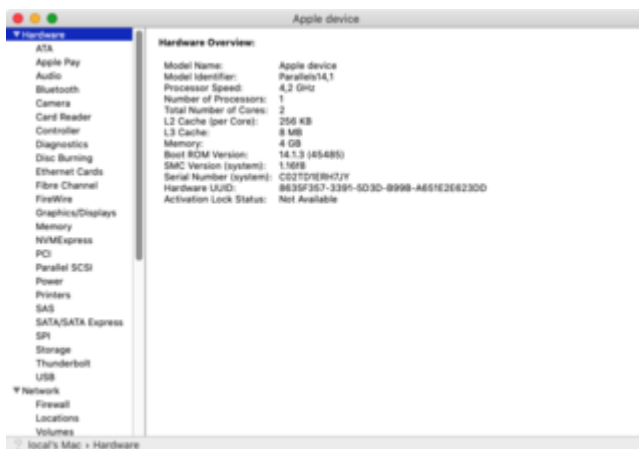 Apple device
Hardware
ATA
Apple Pay
Audio
Bluetooth
Camera
Card Reader
Controller
Diagnostics
Disc Burning
Ethernet Cards
Fibre Channel
FireWire
Graphics/Displays
Memory
NVMExpress
PCI
Parallel SCSI
Power
Printers
SAS
SATA/SATA Express
SPI
Storage
Thunderbolt
USB
Network
Firewall
Locations
Volumes
Hardware Overview:
Model Name: Apple device
Model Identifier: Parallels14,1
Processor Speed: 4,2 GHz
Number of Processors: 1
Total Number of Cores: 2
L2 Cache (per Core): 256 KB
L3 Cache: 8 MB
Memory: 4 GB
Boot ROM Version: 14.1.3 (45485)
SMC Version (system): 1.16f8
Serial Number (system):
Hardware UUID:
Activation Lock Status: Not Available
local's Mac › Hardware